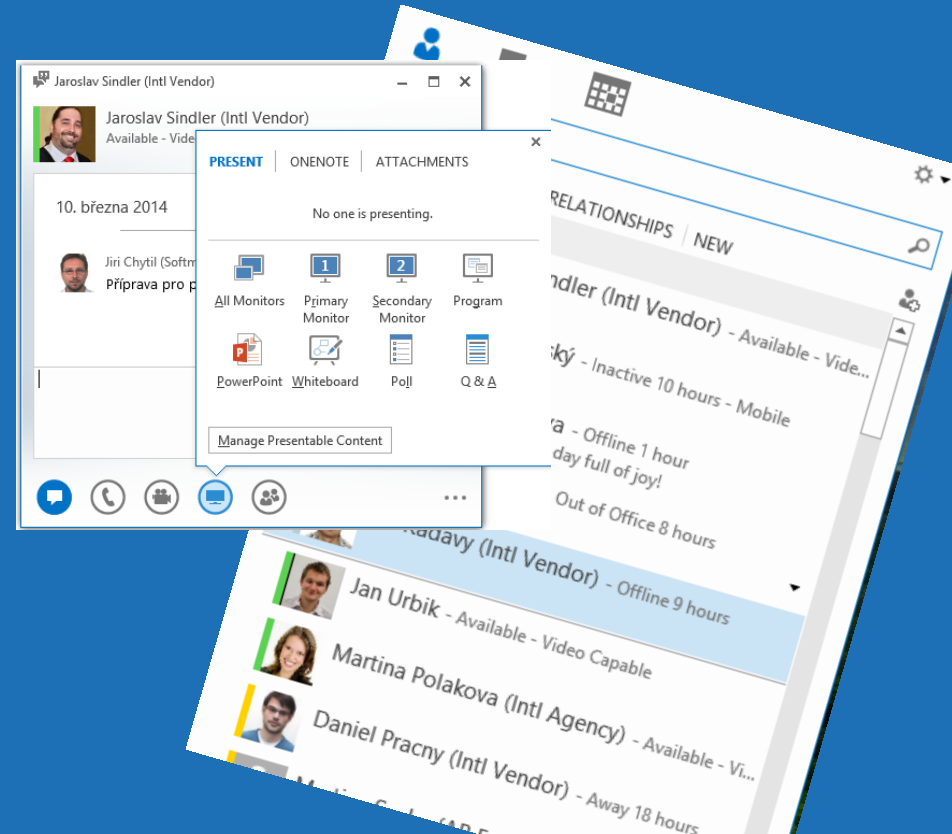 Jaroslav Sindler (Intl Vendor)
Jaroslav Sindler (Intl Vendor)
Available - Vide
10. března 2014
Jiri Chytil (Softm
Příprava pro p
PRESENT
ONENOTE
ATTACHMENTS
No one is presenting.
1
2
All Monitors
Primary
Monitor
Secondary
Monitor
Program
P
PowerPoint
Whiteboard
Poll
Q & A
Manage Presentable Content
RELATIONSHIPS
NEW
ndler (Intl Vendor) - Available - Vide...
ký - Inactive 10 hours - Mobile
va - Offline 1 hour
day full of joy!
Out of Office 8 hours
Kadavy (Intl Vendor) - Offline 9 hours
Jan Urbik - Available - Video Capable
Martina Polakova (Intl Agency) - Available - Vi...
Daniel Pracny (Intl Vendor) - Away 18 hours